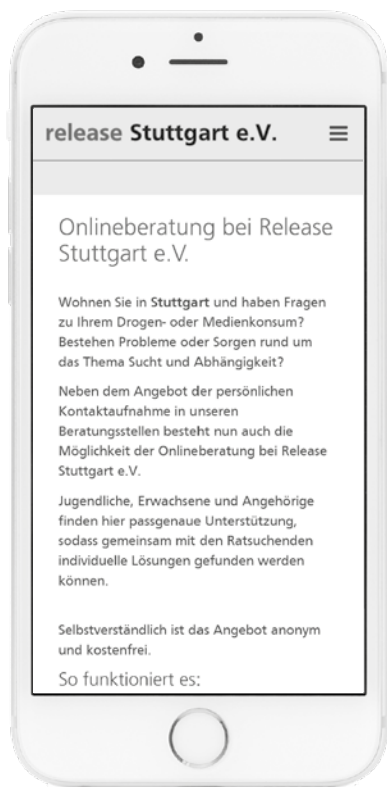 release Stuttgart e.V.
Onlineberatung bei Release
Stuttgart e.V.
Wohnen Sie in Stuttgart und haben Fragen
zu Ihrem Drogen- oder Medienkonsum?
Bestehen Probleme oder Sorgen rund um
das Thema Sucht und Abhängigkeit?
Neben dem Angebot der persönlichen
Kontaktaufnahme in unseren
Beratungsstellen besteht nun auch die
Möglichkeit der Onlineberatung bei Release
Stuttgart e.V.
Jugendliche, Erwachsene und Angehörige
finden hier passgenaue Unterstützung,
sodass gemeinsam mit den Ratsuchenden
individuelle Lösungen gefunden werden
können.
Selbstverständlich ist das Angebot anonym
und kostenfrei.
So funktioniert es: